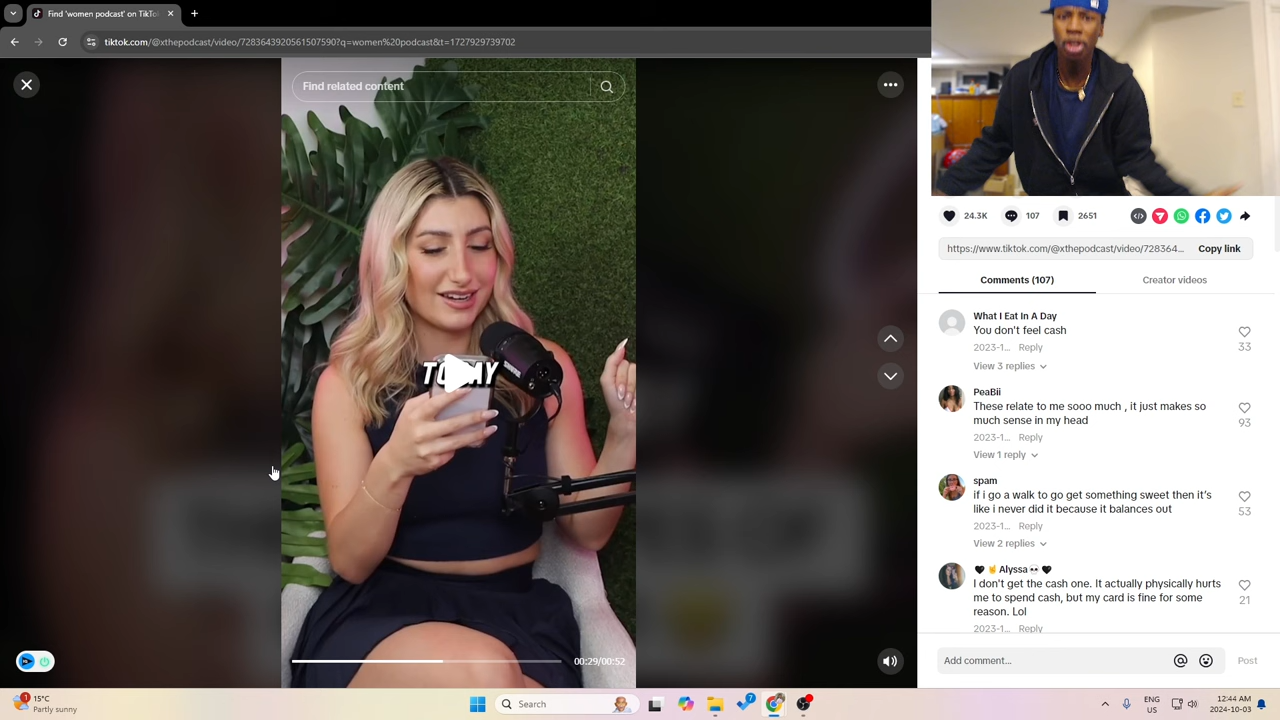 Find 'women podcast' on TikTo
tiktok.com/@xthepodcast/video/7283643920561507590?q=women%20podcast&t=1727929739702
Find related content
TODAY
00:29/00:52
24.3K
107
2651
https://www.tiktok.com/@xthepodcast/video/728364...
Copy link
Comments (107)
Creator videos
What I Eat In A Day
You don't feel cash
2023-1... Reply
33
View 3 replies
PeaBii
These relate to me sooo much , it just makes so
much sense in my head
2023-1... Reply
93
View 1 reply
spam
if i go a walk to go get something sweet then it's
like i never did it because it balances out
2023-1... Reply
53
View 2 replies
🖤 🤘Alyssa💀🖤
I don't get the cash one. It actually physically hurts
me to spend cash, but my card is fine for some
reason. Lol
2023-1... Reply
21
Add comment...
Post
1
15°C
Partly sunny
Search
7
ENG
US
12:44 AM
2024-10-03